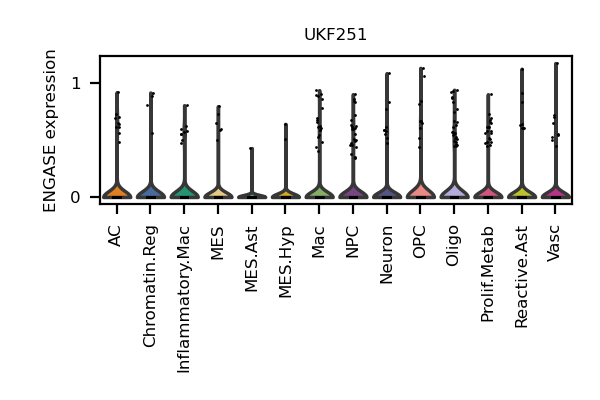 UKF251
ENGASE expression
1
0
AC
Chromatin.Reg
Inflammatory.Mac
MES
MES.Ast
MES.Hyp
Mac
NPC
Neuron
OPC
Oligo
Prolif.Metab
Reactive.Ast
Vasc